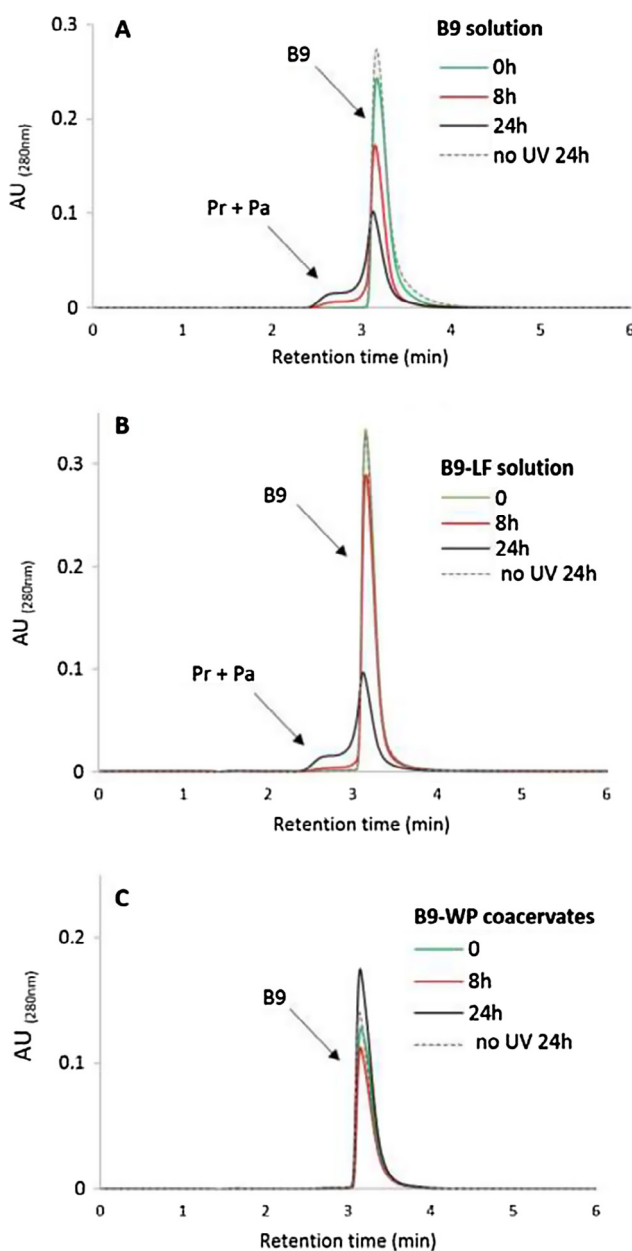 A
B9 solution
0h
8h
24h
no UV 24h
B9
Pr + Pa
AU (280nm)
0.3
0.2
0.1
0
0 1 2 3 4 5 6
Retention time (min)
B
B9-LF solution
0
8h
24h
no UV 24h
B9
Pr + Pa
AU (280nm)
0.3
0.2
0.1
0
0 1 2 3 4 5 6
Retention time (min)
C
B9-WP coacervates
0
8h
24h
no UV 24h
B9
AU (280nm)
0.2
0.1
0
0 1 2 3 4 5 6
Retention time (min)